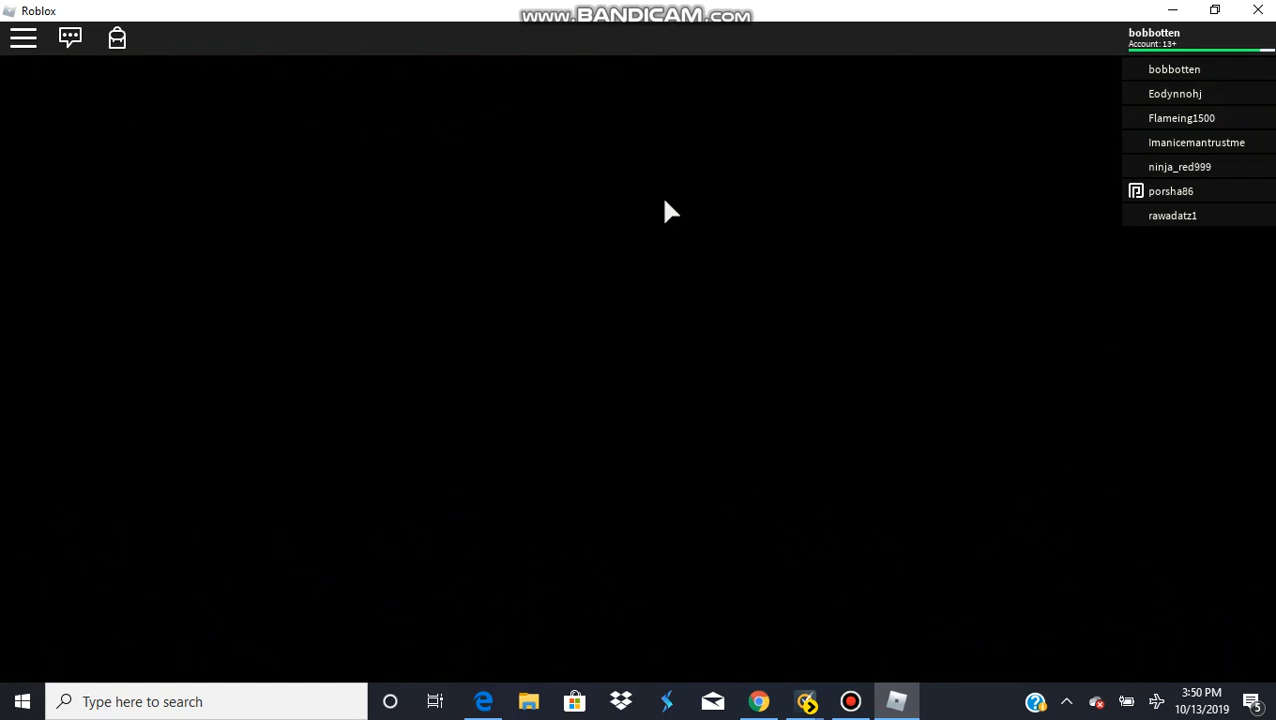 Roblox
www.BANDICAM.com
bobbotten
Account: 13+
bobbotten
Eodynnohj
Flameing1500
Imanicemantrustme
ninja_red999
porsha86
rawadatz1
Type here to search
3:50 PM
10/13/2019
5